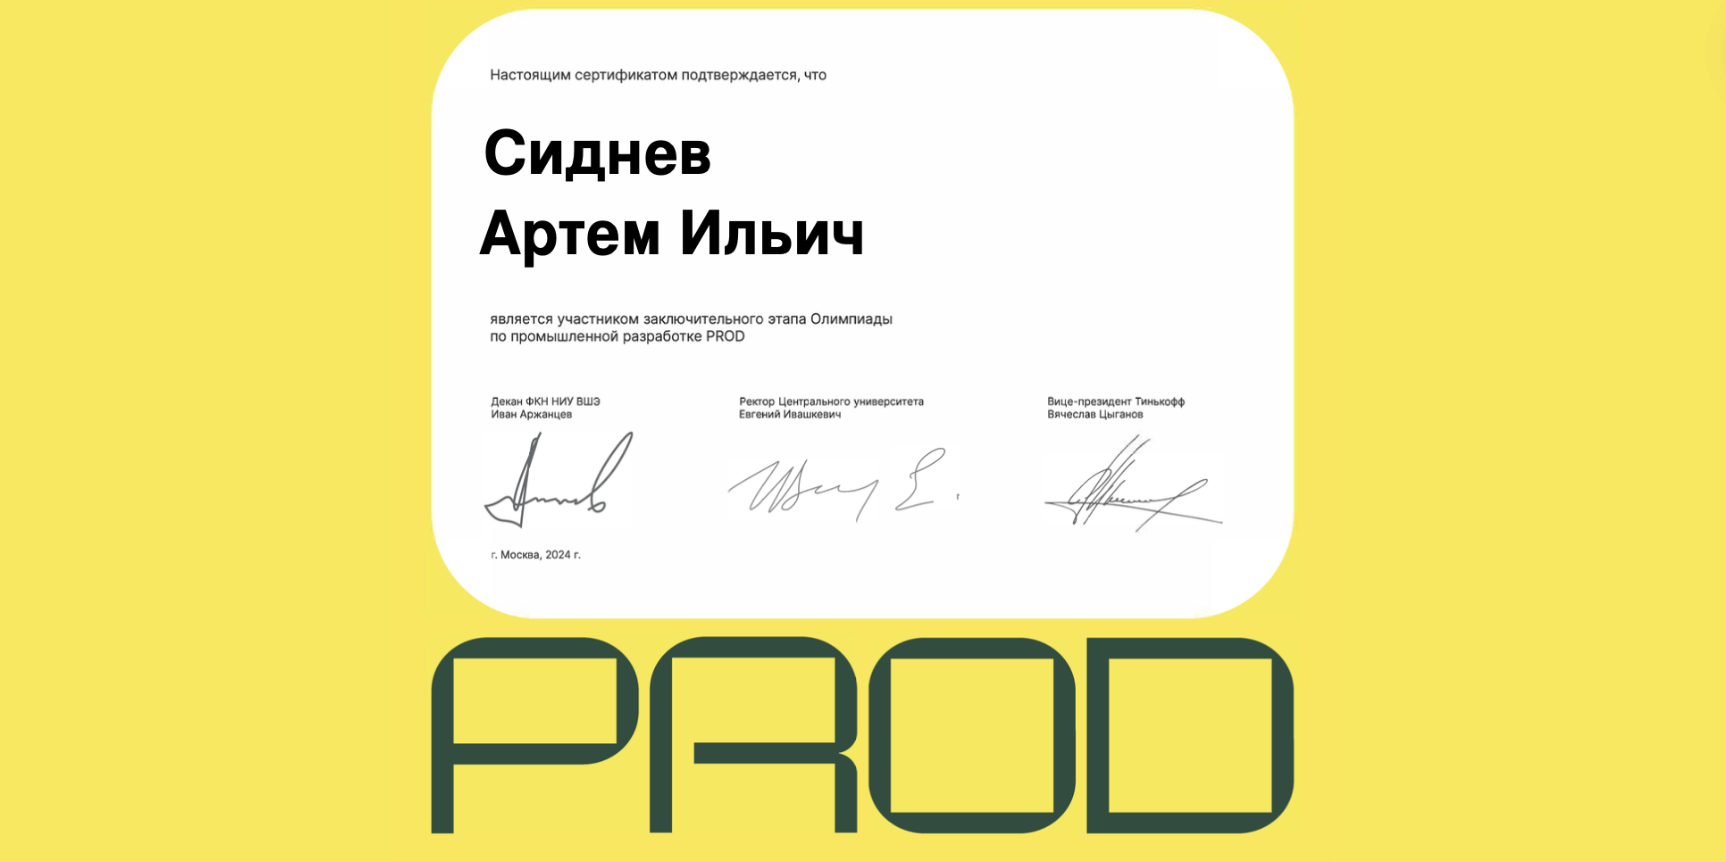 Настоящим сертификатом подтверждается, что
Сиднев
Артем Ильич
является участником заключительного этапа Олимпиады
по промышленной разработке PROD
Декан ФКН НИУ ВШЭ
Иван Аржанцев
Ректор Центрального университета
Евгений Ивашкевич
Вице-президент Тинькофф
Вячеслав Цыганов
г. Москва, 2024 г.
PROD